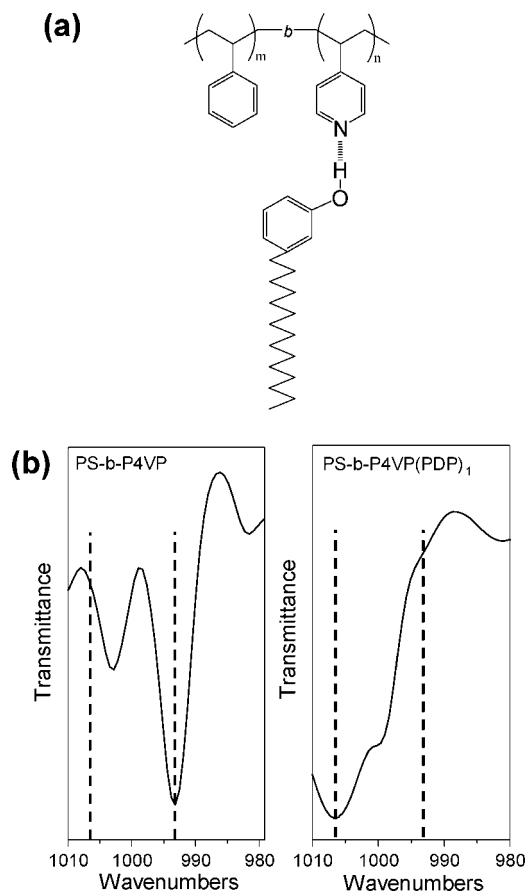 (a)
b
m
n
N
H
O
(b)
PS-b-P4VP
PS-b-P4VP(PDP)₁
Transmittance
Transmittance
1010 1000 990 980
1010 1000 990 980
Wavenumbers
Wavenumbers